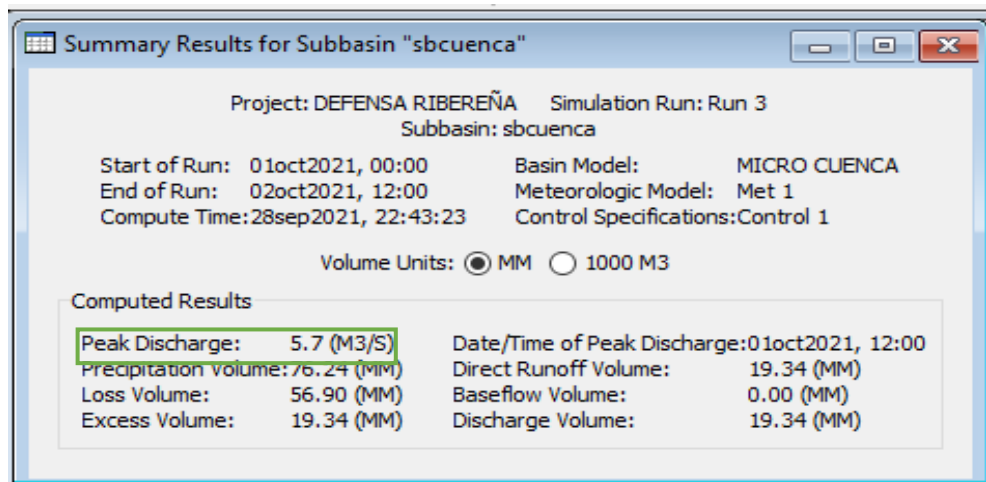 Summary Results for Subbasin "sbcuenca"
Project: DEFENSA RIBEREÑA Simulation Run: Run 3
Subbasin: sbcuenca
Start of Run: 01oct2021, 00:00 Basin Model: MICRO CUENCA
End of Run: 02oct2021, 12:00 Meteorologic Model: Met 1
Compute Time:28sep2021, 22:43:23 Control Specifications:Control 1
Volume Units: MM 1000 M3
Computed Results
Peak Discharge: 5.7 (M3/S) Date/Time of Peak Discharge:01oct2021, 12:00
Precipitation Volume:76.24 (MM) Direct Runoff Volume: 19.34 (MM)
Loss Volume: 56.90 (MM) Baseflow Volume: 0.00 (MM)
Excess Volume: 19.34 (MM) Discharge Volume: 19.34 (MM)